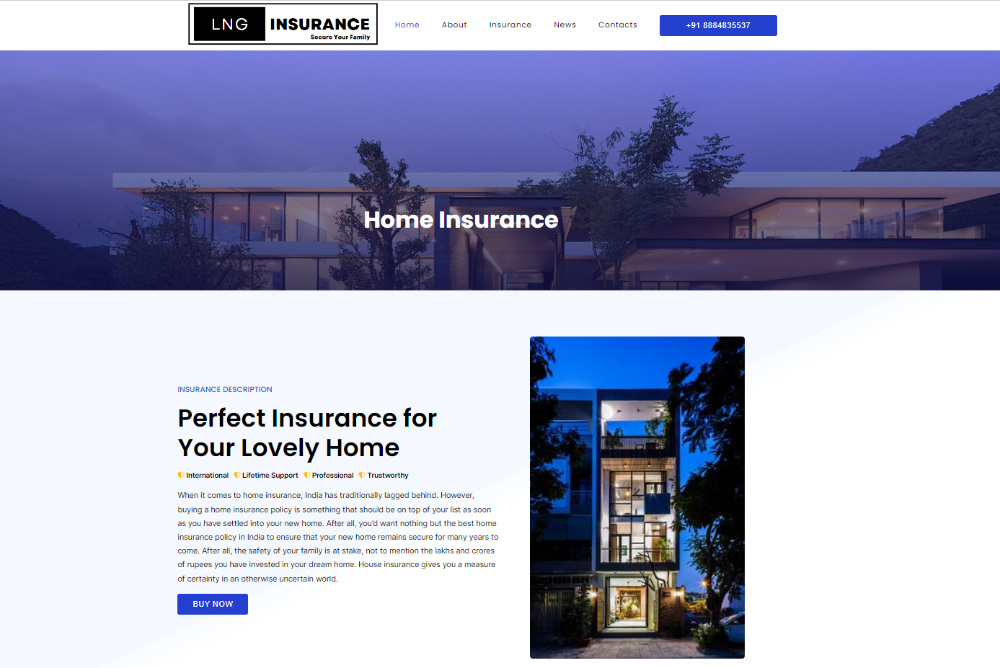 LNG INSURANCE
Secure Your Family
Home About Insurance News Contacts +91 8884835537
Home Insurance
INSURANCE DESCRIPTION
Perfect Insurance for
Your Lovely Home
International Lifetime Support Professional Trustworthy
When it comes to home insurance, India has traditionally lagged behind. However,
buying a home insurance policy is something that should be on top of your list as soon
as you have settled into your new home. After all, you’d want nothing but the best home
insurance policy in India to ensure that your new home remains secure for many years to
come. After all, the safety of your family is at stake, not to mention the lakhs and crores
of rupees you have invested in your dream home. House insurance gives you a measure
of certainty in an otherwise uncertain world.
BUY NOW